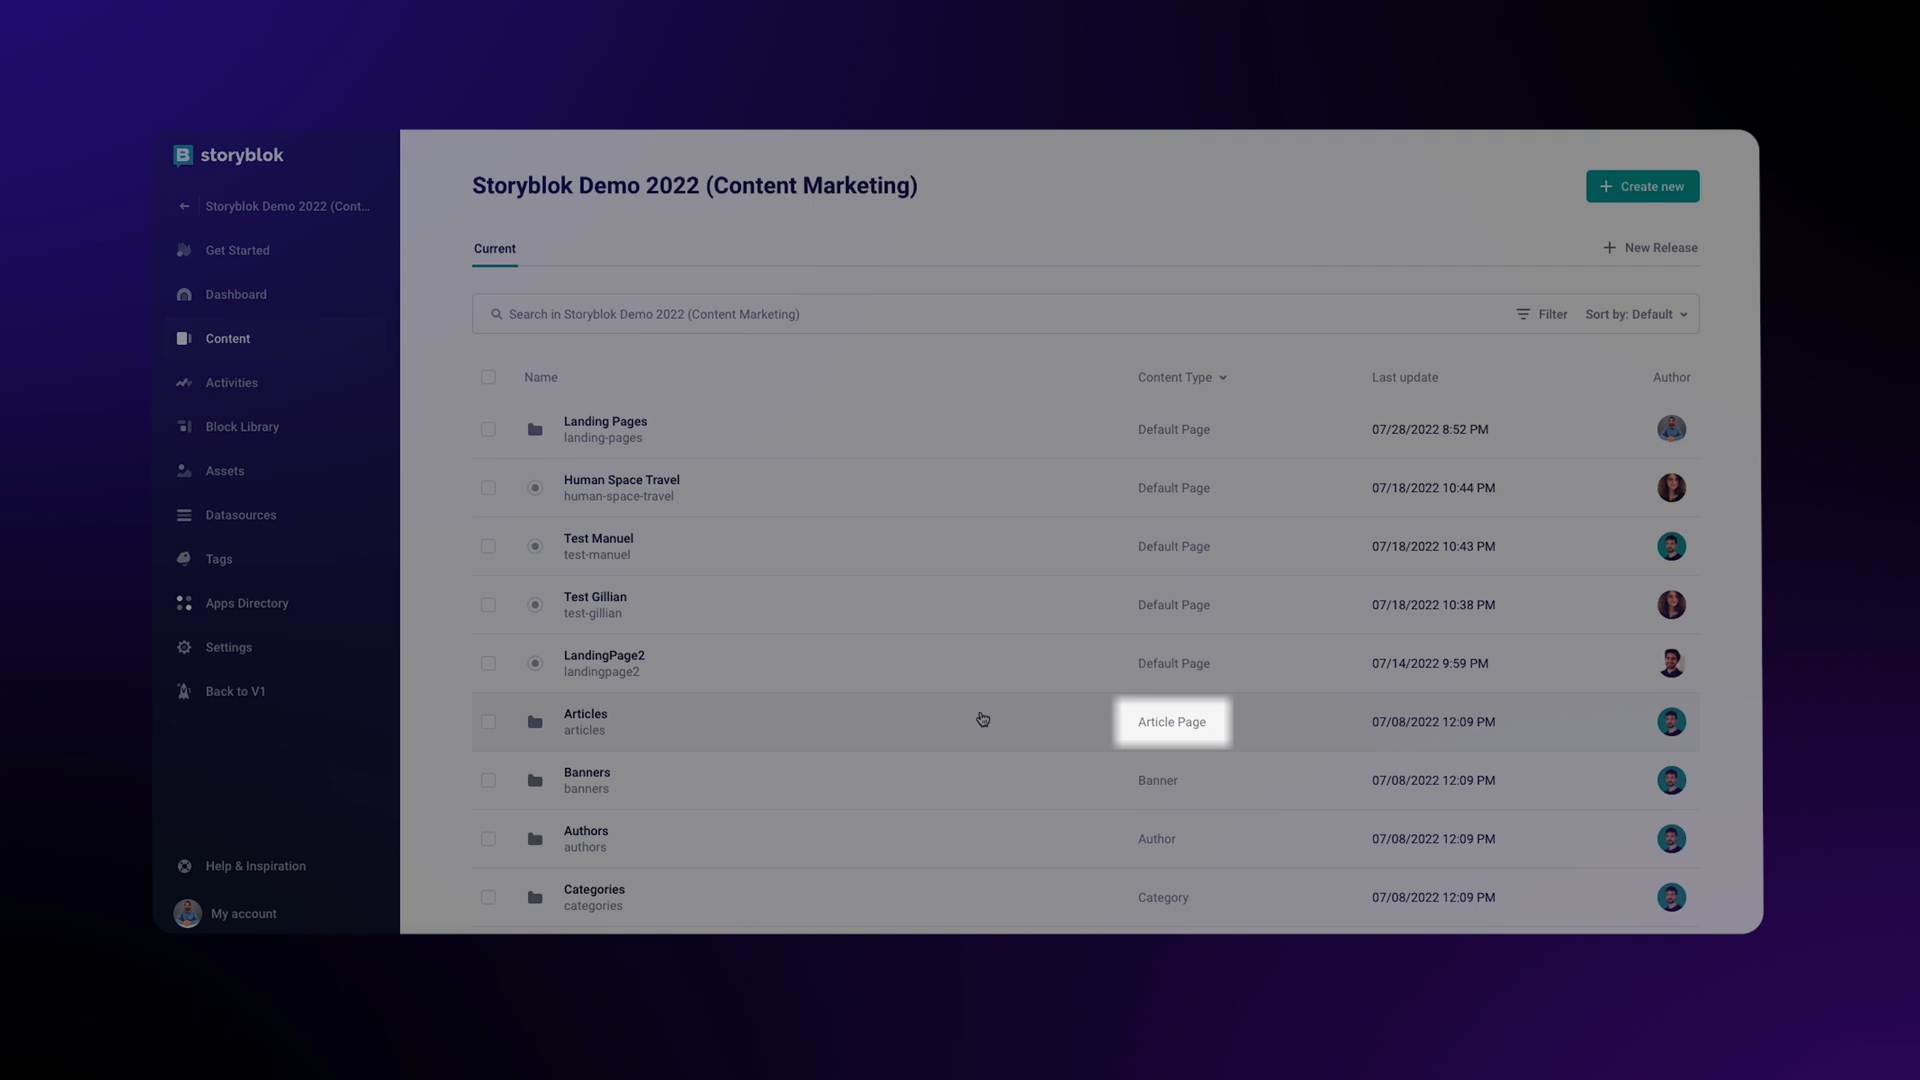 storyblok
Storyblok Demo 2022 (Cont...
Get Started
Dashboard
Content
Activities
Block Library
Assets
Datasources
Tags
Apps Directory
Settings
Back to V1
Help & Inspiration
My account
Storyblok Demo 2022 (Content Marketing)
Create new
Current
New Release
Search in Storyblok Demo 2022 (Content Marketing)
Filter
Sort by: Default
Name Content Type Last update Author
Landing Pages
landing-pages
Default Page 07/28/2022 8:52 PM
Human Space Travel
human-space-travel
Default Page 07/18/2022 10:44 PM
Test Manuel
test-manuel
Default Page 07/18/2022 10:43 PM
Test Gillian
test-gillian
Default Page 07/18/2022 10:38 PM
LandingPage2
landingpage2
Default Page 07/14/2022 9:59 PM
Articles
articles
Article Page 07/08/2022 12:09 PM
Banners
banners
Banner 07/08/2022 12:09 PM
Authors
authors
Author 07/08/2022 12:09 PM
Categories
categories
Category 07/08/2022 12:09 PM